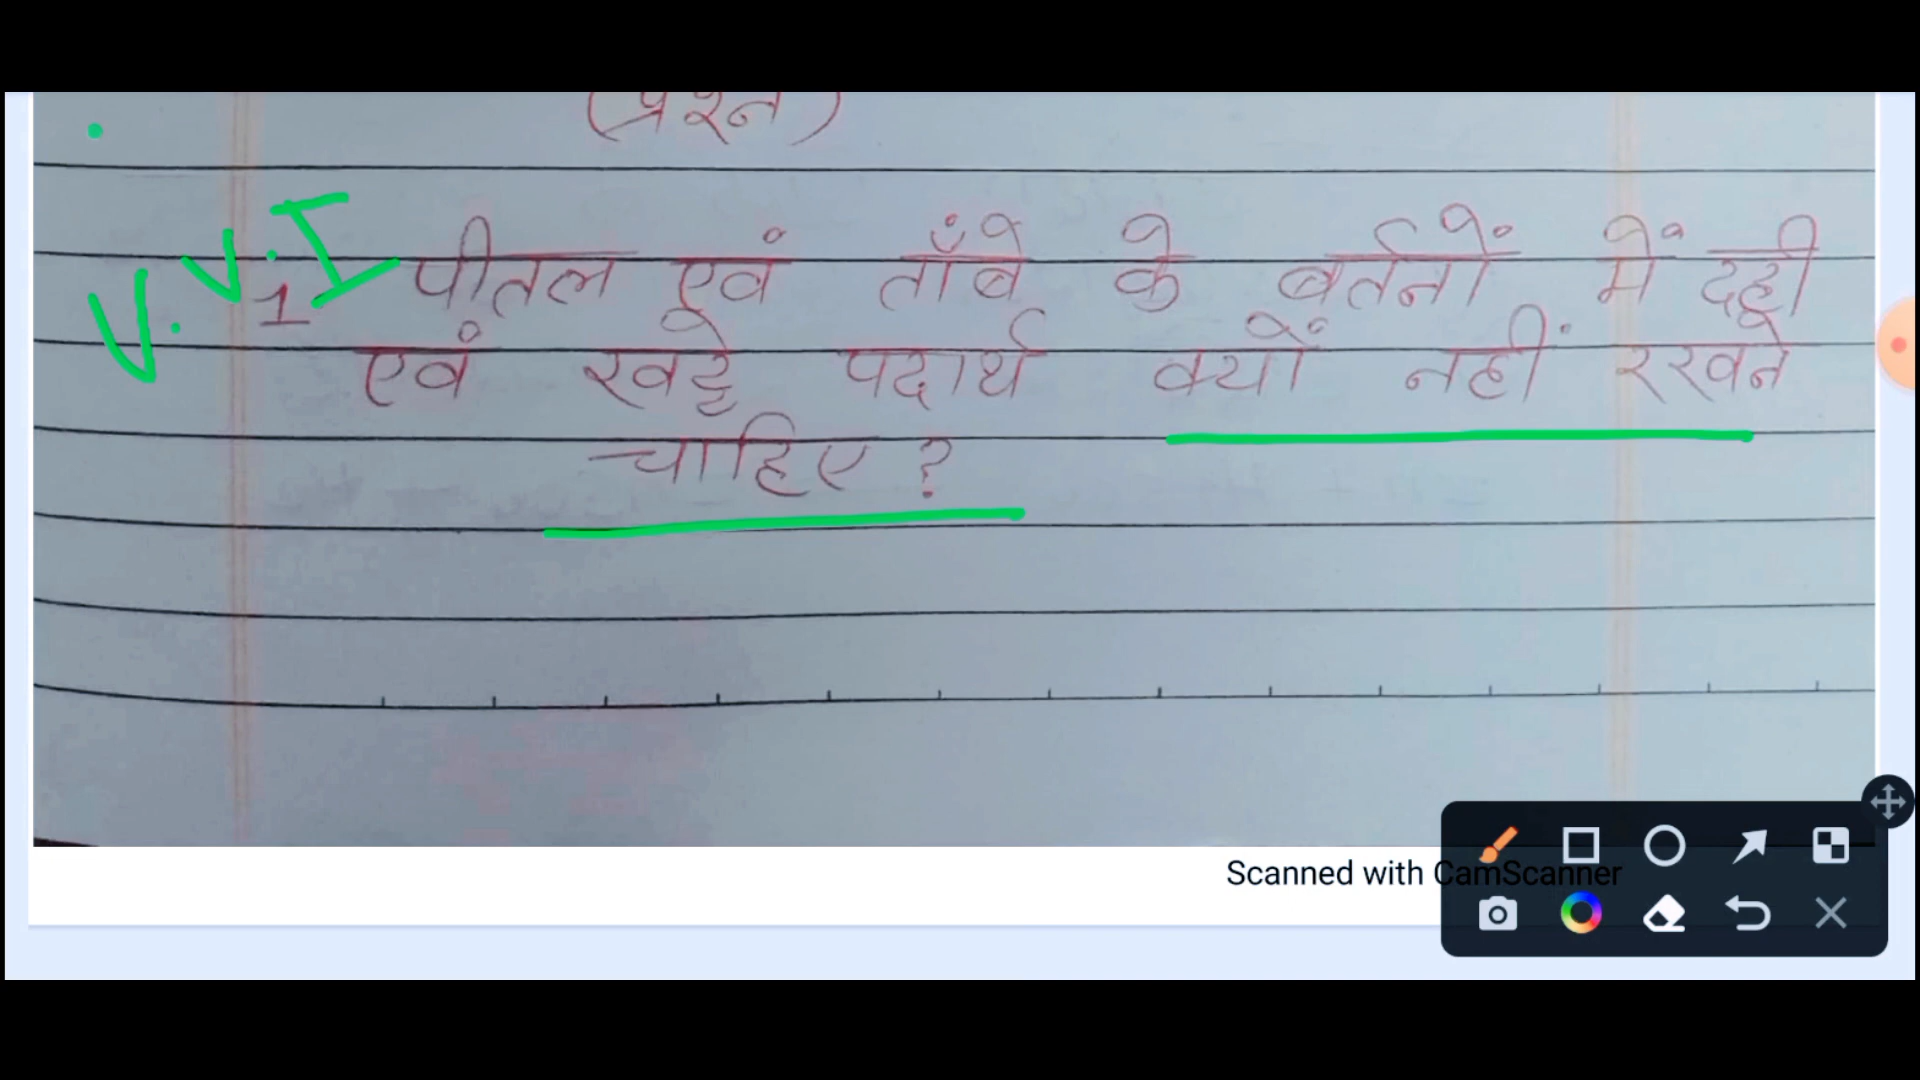 (प्रश्न)
V.V.I
1 पीतल एवं ताँबे के बर्तनों में दही
एवं खट्टे पदार्थ क्यों नहीं रखने
चाहिए ?
Scanned with CamScanner